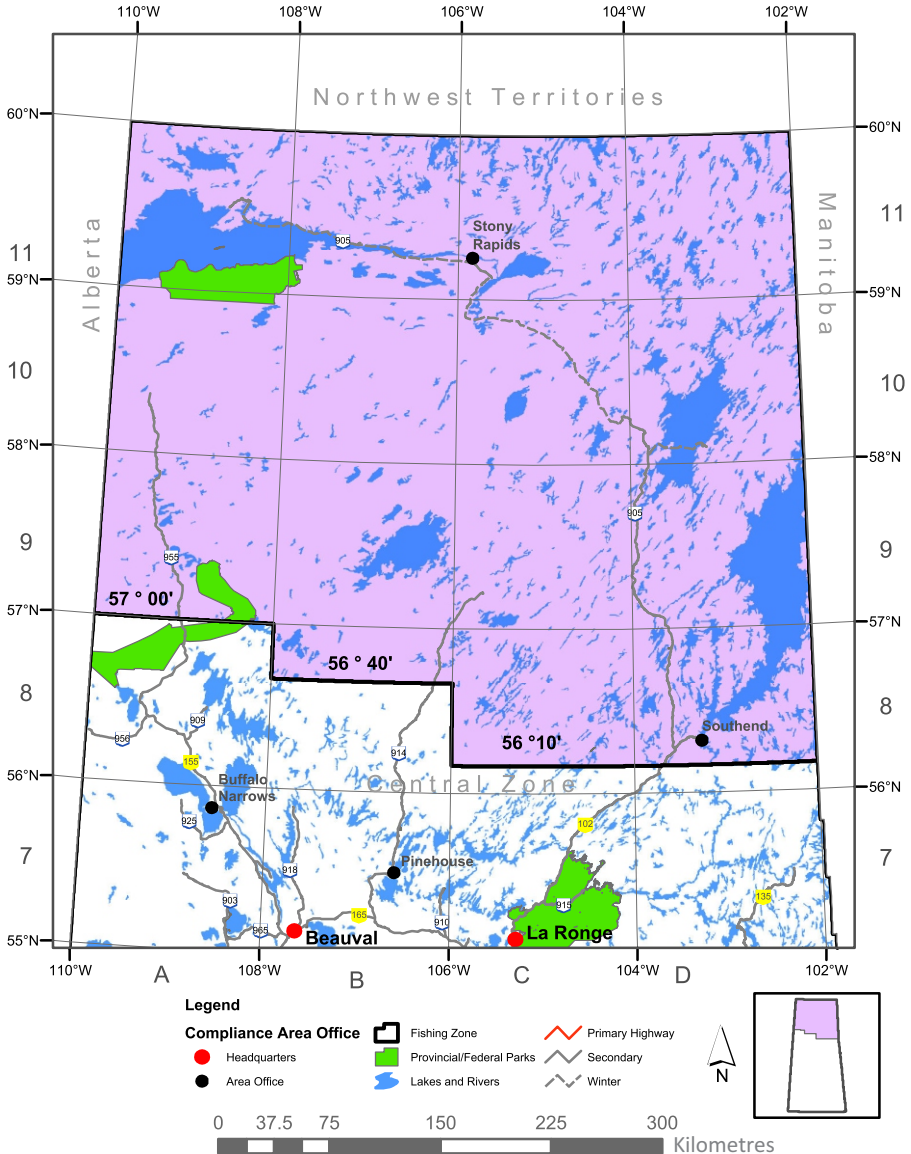 110°W 108°W 106°W 104°W 102°W
Northwest Territories
60°N 60°N
Alberta
Manitoba
11
Stony
Rapids
905
11
59°N 59°N
10
10
58°N 58°N
905
9
9
955
57 ° 00'
57°N 57°N
56 ° 40'
8
8
909
Southend
956
56 °10'
914
155
56°N 56°N
Central Zone
Buffalo
Narrows
925
102
7
7
Pinehouse
918
135
903
915
165
910
965
Beauval
La Ronge
55°N
110°W 108°W 106°W 104°W 102°W
A B C D
Legend
Compliance Area Office
Headquarters
Area Office
Fishing Zone
Provincial/Federal Parks
Lakes and Rivers
Primary Highway
Secondary
Winter
N
0 37.5 75 150 225 300
Kilometres